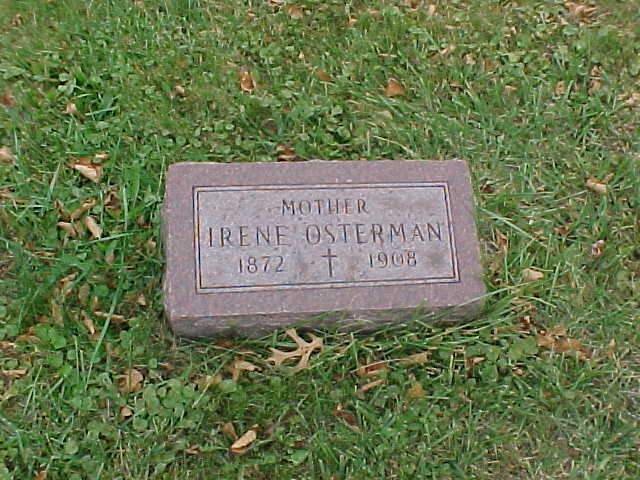 MOTHER
IRENE OSTERMAN
1872 ✝ 1908